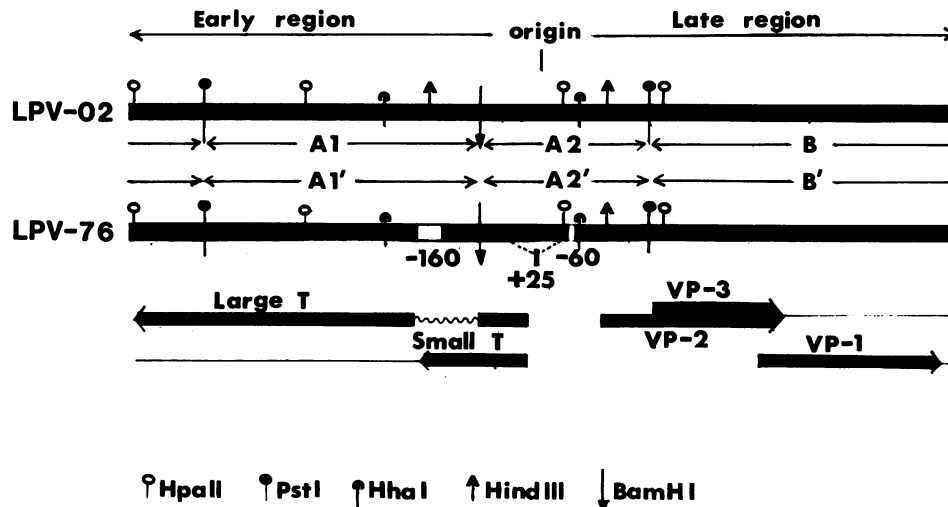 Early region origin Late region
LPV-02
A1 A2 B
A1' A2' B'
LPV-76
-160 -60
+25
Large T VP-3
Small T VP-2 VP-1
HpaII PstI HhaI HindIII BamHI